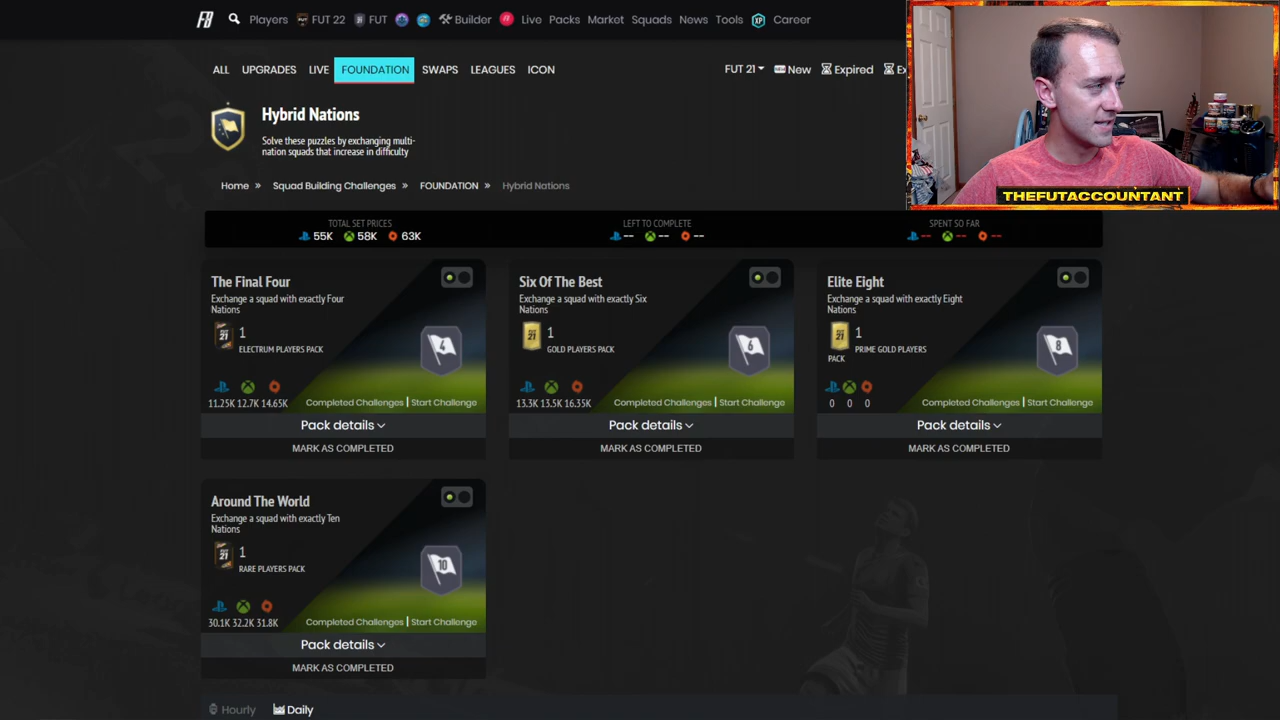 FB Players FUT 22 FUT Builder Live Packs Market Squads News Tools XP Career
ALL UPGRADES LIVE FOUNDATION SWAPS LEAGUES ICON FUT 21 New Expired Ex
Hybrid Nations
Solve these puzzles by exchanging multi-
nation squads that increase in difficulty
Home » Squad Building Challenges » FOUNDATION » Hybrid Nations
THEFUTACCOUNTANT
TOTAL SET PRICES LEFT TO COMPLETE SPENT SO FAR
55K 58K 63K -- -- -- -- -- --
The Final Four
Exchange a squad with exactly Four
Nations
1
ELECTRUM PLAYERS PACK
4
11.25K 12.7K 14.65K Completed Challenges | Start Challenge
Pack details
MARK AS COMPLETED
Six Of The Best
Exchange a squad with exactly Six
Nations
1
GOLD PLAYERS PACK
6
13.3K 13.5K 16.35K Completed Challenges | Start Challenge
Pack details
MARK AS COMPLETED
Elite Eight
Exchange a squad with exactly Eight
Nations
1
PRIME GOLD PLAYERS
PACK
8
0 0 0 Completed Challenges | Start Challenge
Pack details
MARK AS COMPLETED
Around The World
Exchange a squad with exactly Ten
Nations
1
RARE PLAYERS PACK
10
30.1K 32.2K 31.8K Completed Challenges | Start Challenge
Pack details
MARK AS COMPLETED
Hourly Daily